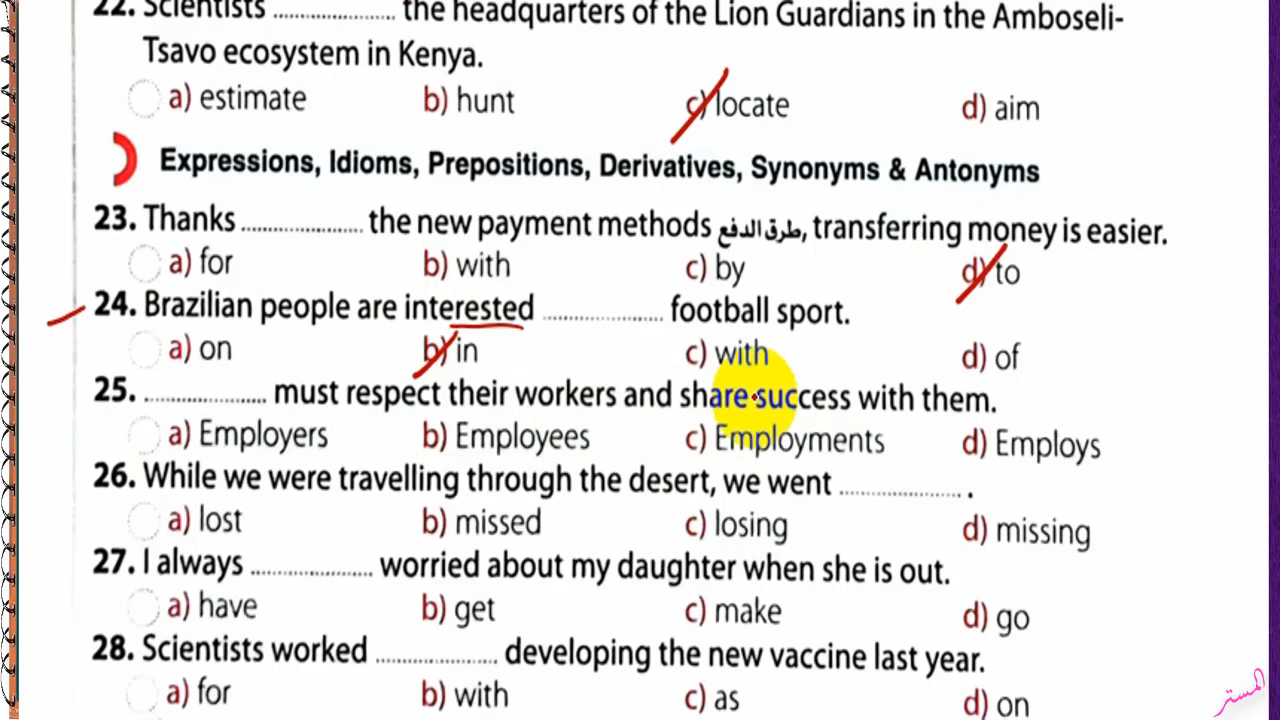 22. Scientists .................... the headquarters of the Lion Guardians in the Amboseli-
Tsavo ecosystem in Kenya.
a) estimate b) hunt c) locate d) aim
Expressions, Idioms, Prepositions, Derivatives, Synonyms & Antonyms
23. Thanks .................... the new payment methods طرق الدفع, transferring money is easier.
a) for b) with c) by d) to
24. Brazilian people are interested .................... football sport.
a) on b) in c) with d) of
25. .................... must respect their workers and share success with them.
a) Employers b) Employees c) Employments d) Employs
26. While we were travelling through the desert, we went .................... .
a) lost b) missed c) losing d) missing
27. I always .................... worried about my daughter when she is out.
a) have b) get c) make d) go
28. Scientists worked .................... developing the new vaccine last year.
a) for b) with c) as d) on
المستر